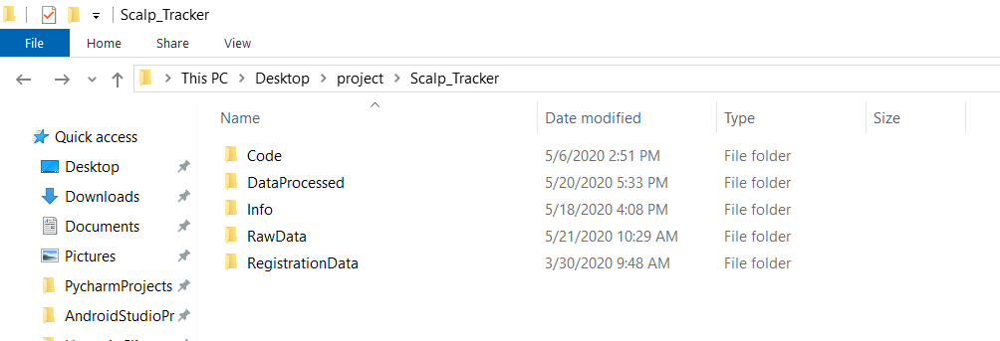 Scalp_Tracker
File Home Share View
This PC Desktop project Scalp_Tracker
Name Date modified Type Size
Quick access
Desktop
Downloads
Documents
Pictures
PycharmProjects
AndroidStudioPr
Code 5/6/2020 2:51 PM File folder
DataProcessed 5/20/2020 5:33 PM File folder
Info 5/18/2020 4:08 PM File folder
RawData 5/21/2020 10:29 AM File folder
RegistrationData 3/30/2020 9:48 AM File folder